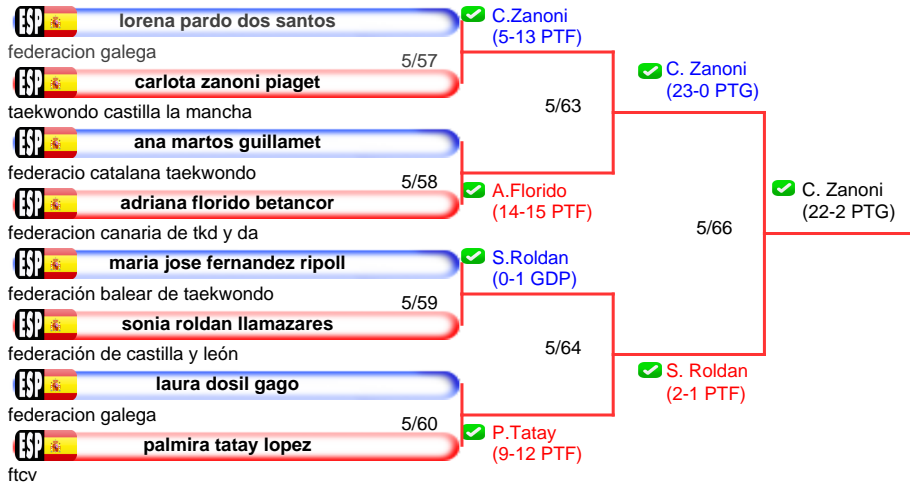 ESP lorena pardo dos santos
federacion galega
5/57
ESP carlota zanoni piaget
taekwondo castilla la mancha
ESP ana martos guillamet
federacio catalana taekwondo
5/58
ESP adriana florido betancor
federacion canaria de tkd y da
ESP maria jose fernandez ripoll
federación balear de taekwondo
5/59
ESP sonia roldan llamazares
federación de castilla y león
ESP laura dosil gago
federacion galega
5/60
ESP palmira tatay lopez
ftcv
C.Zanoni
(5-13 PTF)
5/63
A.Florido
(14-15 PTF)
S.Roldan
(0-1 GDP)
5/64
P.Tatay
(9-12 PTF)
C. Zanoni
(23-0 PTG)
5/66
S. Roldan
(2-1 PTF)
C. Zanoni
(22-2 PTG)